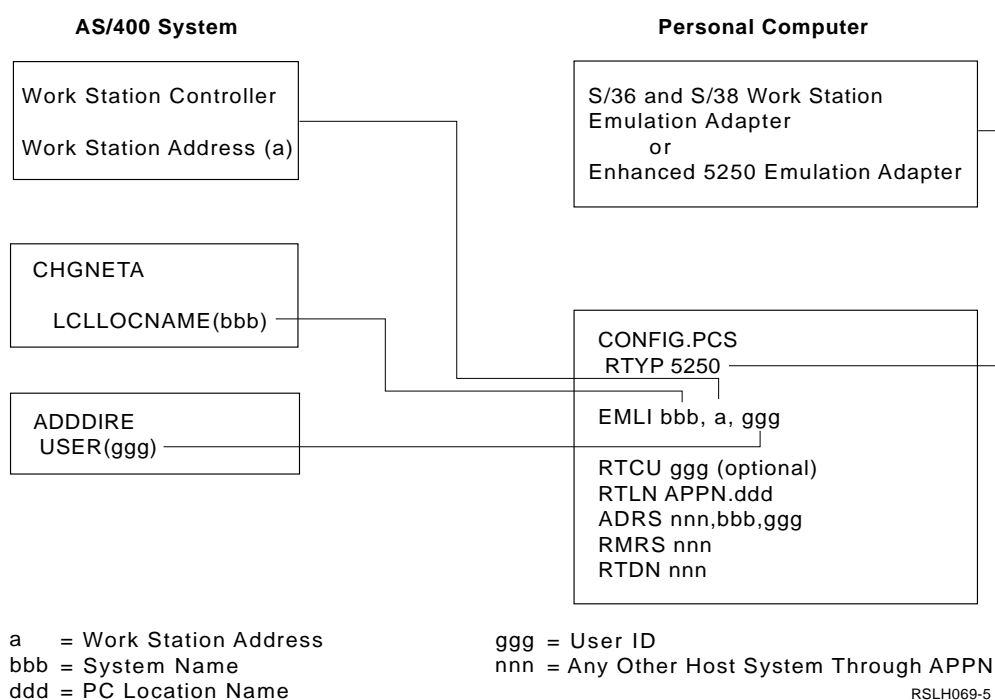 AS/400 System
Personal Computer
Work Station Controller
Work Station Address (a)
S/36 and S/38 Work Station
Emulation Adapter
or
Enhanced 5250 Emulation Adapter
CHGNETA
LCLLOCNAME(bbb)
ADDDIRE
USER(ggg)
CONFIG.PCS
RTYP 5250
EMLI bbb, a, ggg
RTCU ggg (optional)
RTLN APPN.ddd
ADRS nnn,bbb,ggg
RMRS nnn
RTDN nnn
a = Work Station Address
bbb = System Name
ddd = PC Location Name
ggg = User ID
nnn = Any Other Host System Through APPN
RSLH069-5